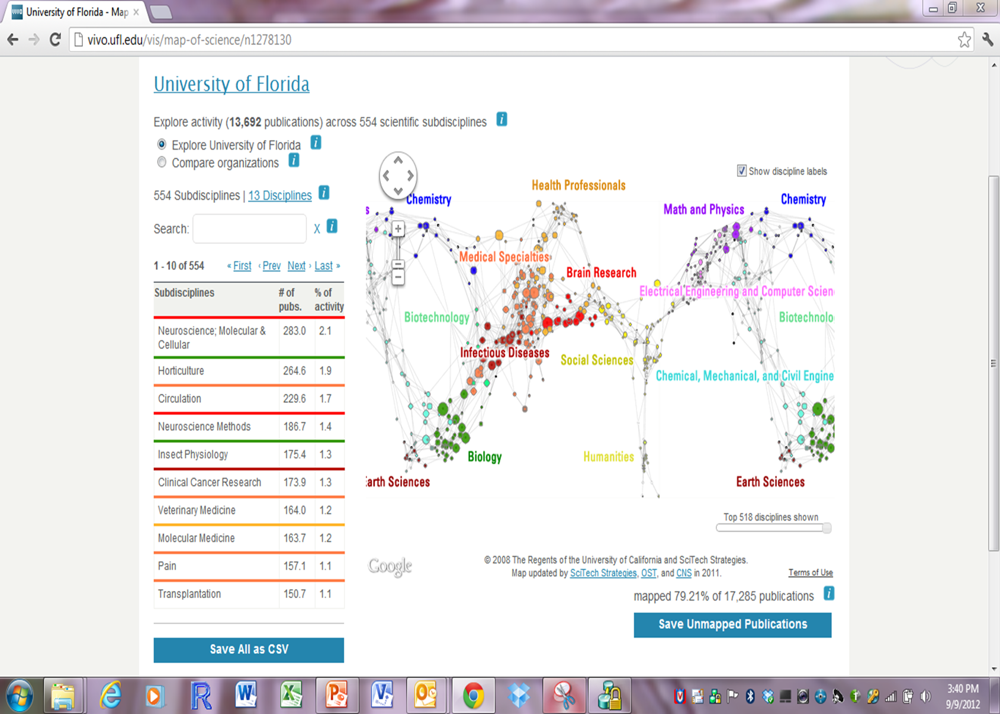 University of Florida - Map
vivo.ufl.edu/vis/map-of-science/n1278130
University of Florida
Explore activity (13,692 publications) across 554 scientific subdisciplines
Explore University of Florida
Compare organizations
554 Subdisciplines | 13 Disciplines
Search:
X
1 - 10 of 554 « First ‹ Prev Next › Last »
Subdisciplines # of pubs. % of activity
Neuroscience; Molecular & Cellular 283.0 2.1
Horticulture 264.6 1.9
Circulation 229.6 1.7
Neuroscience Methods 186.7 1.4
Insect Physiology 175.4 1.3
Clinical Cancer Research 173.9 1.3
Veterinary Medicine 164.0 1.2
Molecular Medicine 163.7 1.2
Pain 157.1 1.1
Transplantation 150.7 1.1
Save All as CSV
Show discipline labels
Health Professionals
Chemistry
Chemistry
s
Math and Physics
Medical Specialties
Brain Research
Electrical Engineering and Computer Scien
Biotechnology
Biotechnolo
Infectious Diseases
Social Sciences
Chemical, Mechanical, and Civil Engine
Biology
Humanities
Earth Sciences
Earth Sciences
Top 518 disciplines shown
Google
© 2008 The Regents of the University of California and SciTech Strategies.
Map updated by SciTech Strategies, OST, and CNS in 2011.
Terms of Use
mapped 79.21% of 17,285 publications
Save Unmapped Publications
3:40 PM
9/9/2012